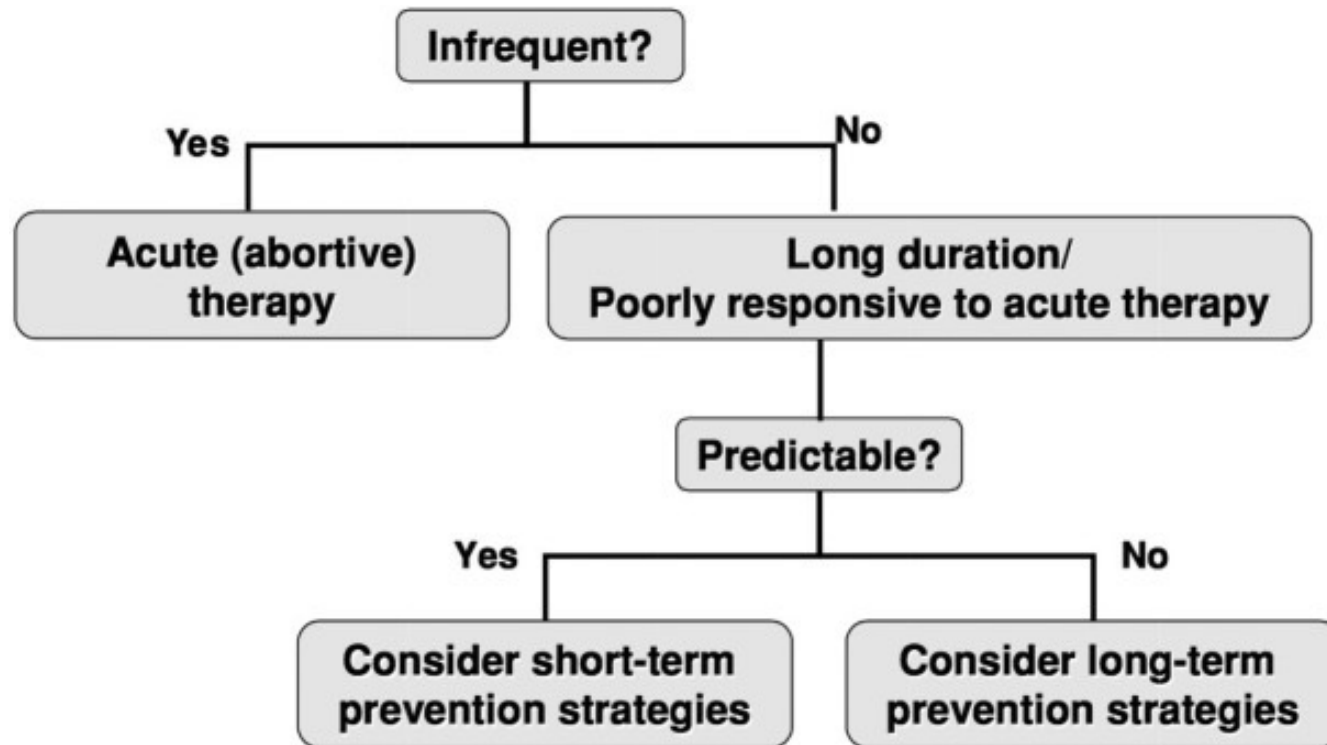 Infrequent?
Yes
No
Acute (abortive)
therapy
Long duration/
Poorly responsive to acute therapy
Predictable?
Yes
No
Consider short-term
prevention strategies
Consider long-term
prevention strategies